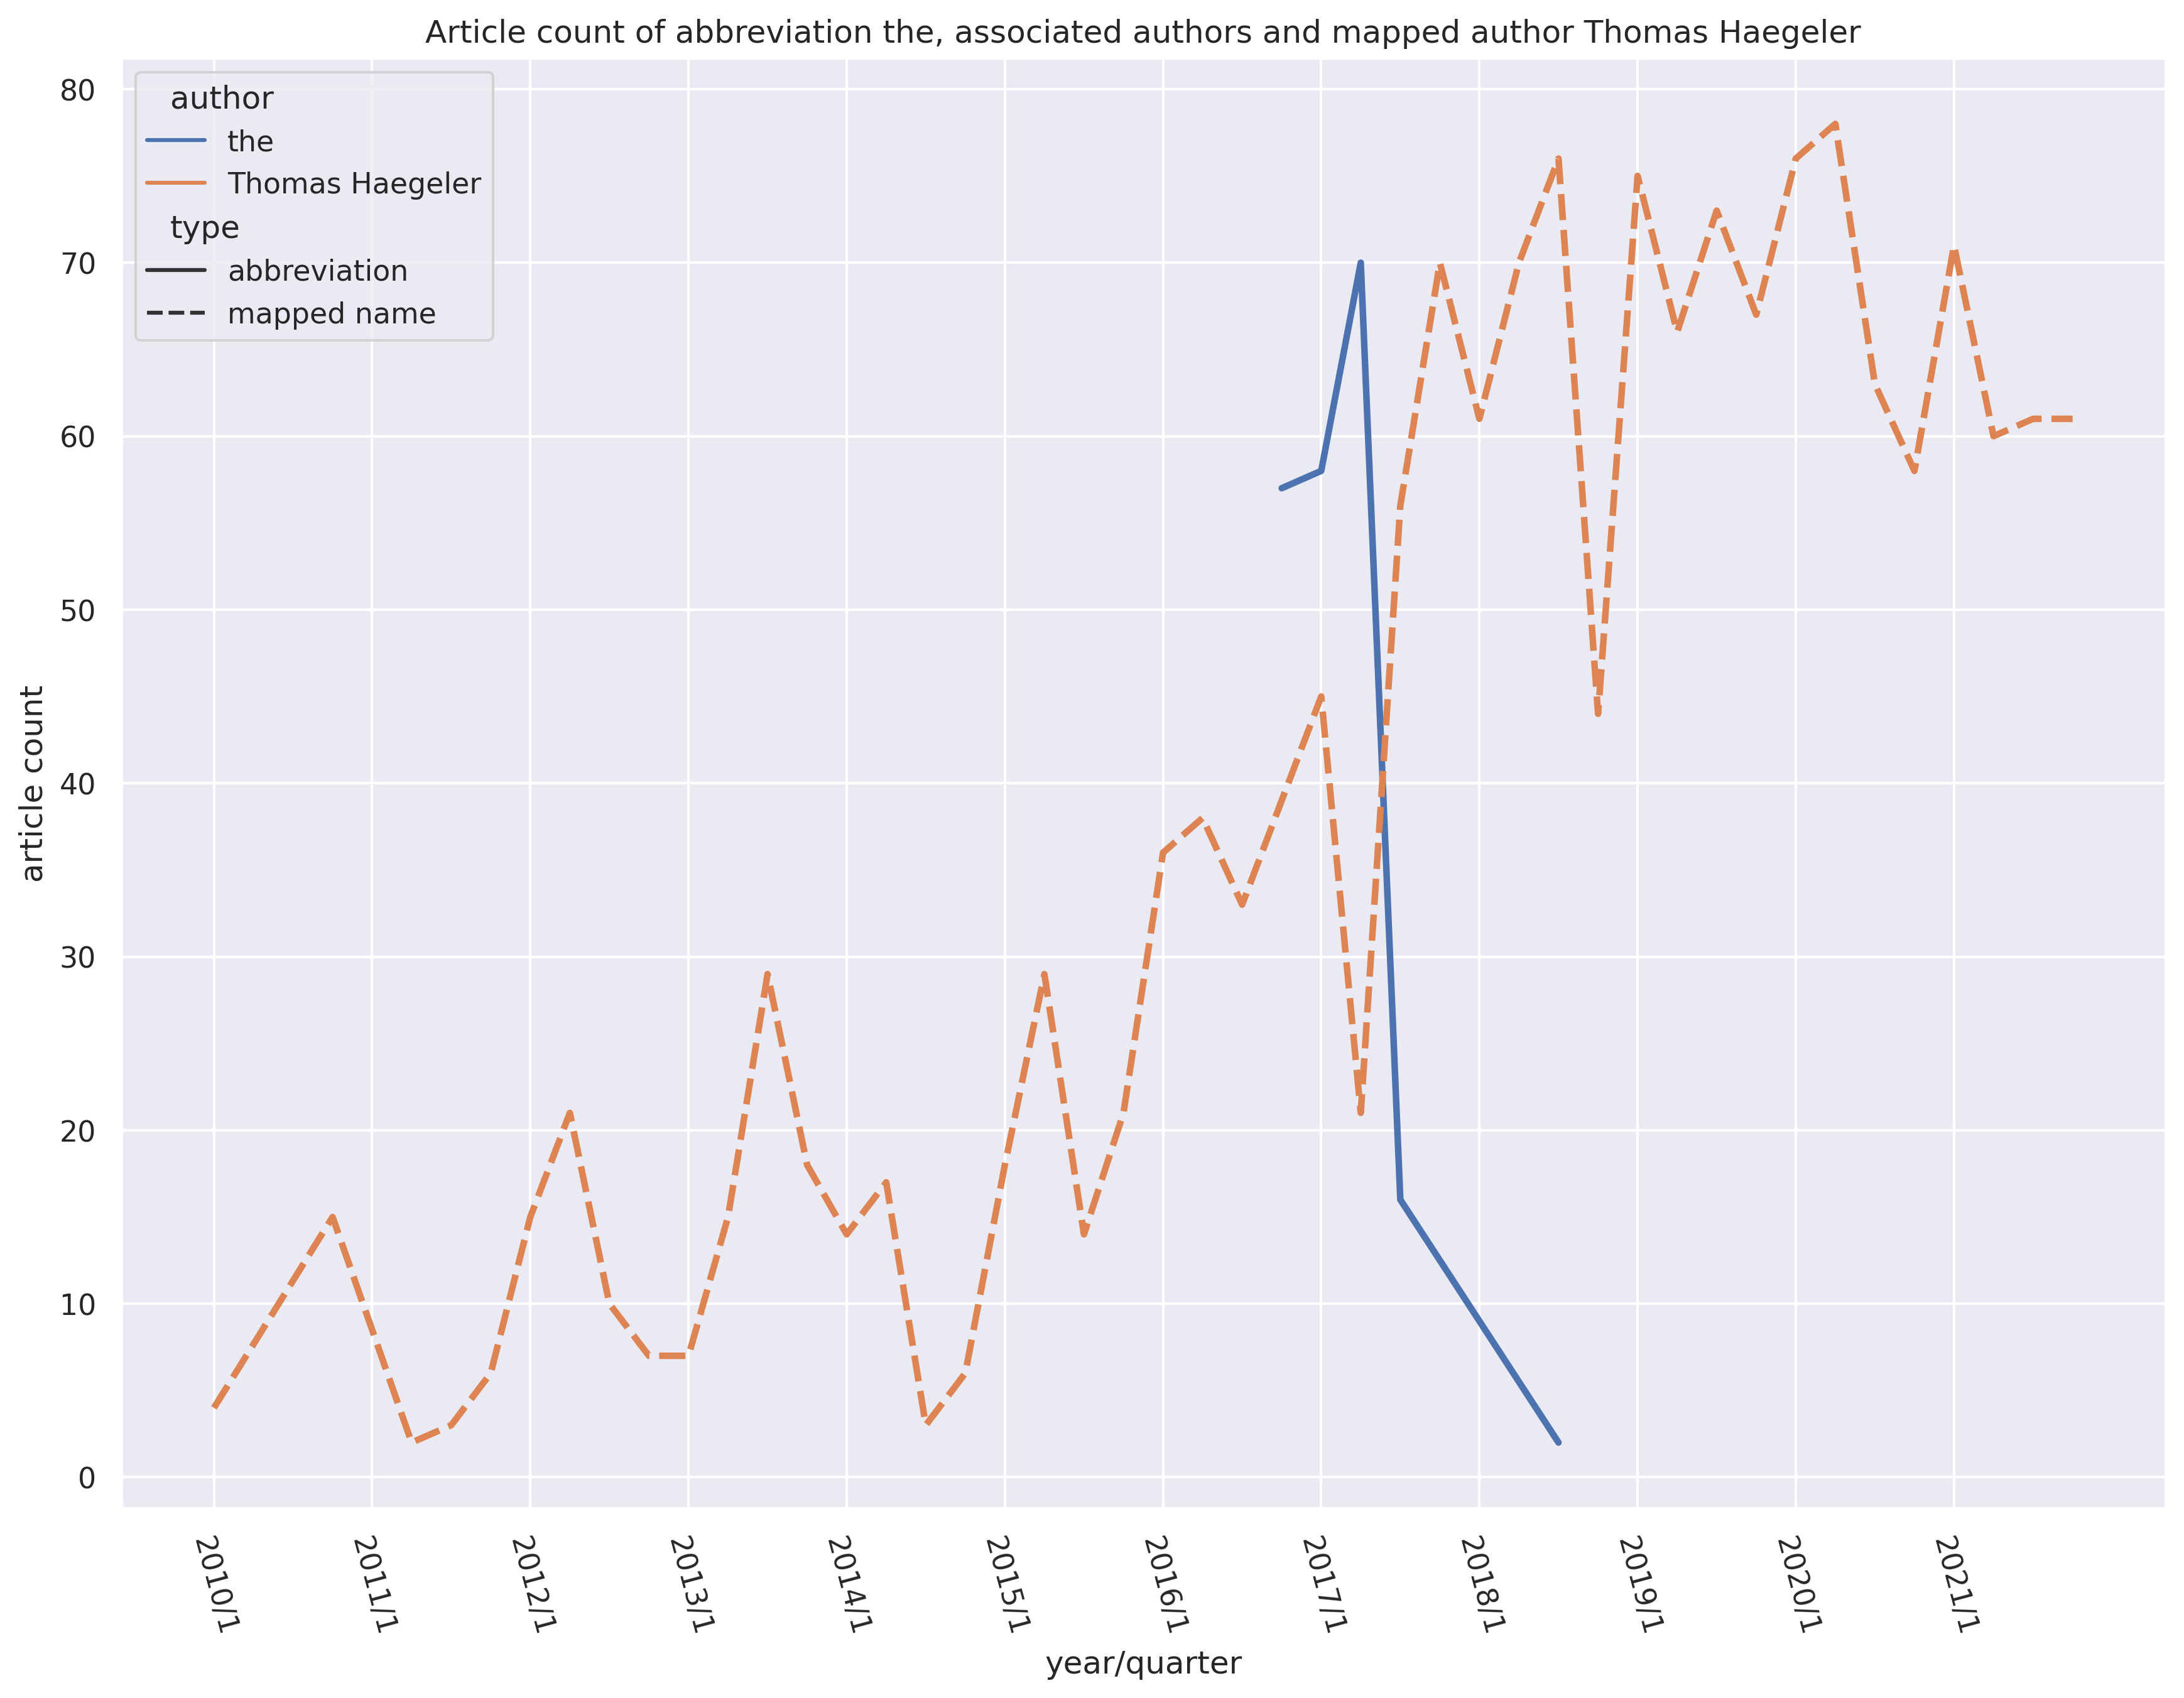 Article count of abbreviation the, associated authors and mapped author Thomas Haegeler
author
the
Thomas Haegeler
type
abbreviation
mapped name
article count
80
70
60
50
40
30
20
10
0
2010/1
2011/1
2012/1
2013/1
2014/1
2015/1
2016/1
2017/1
2018/1
2019/1
2020/1
2021/1
year/quarter